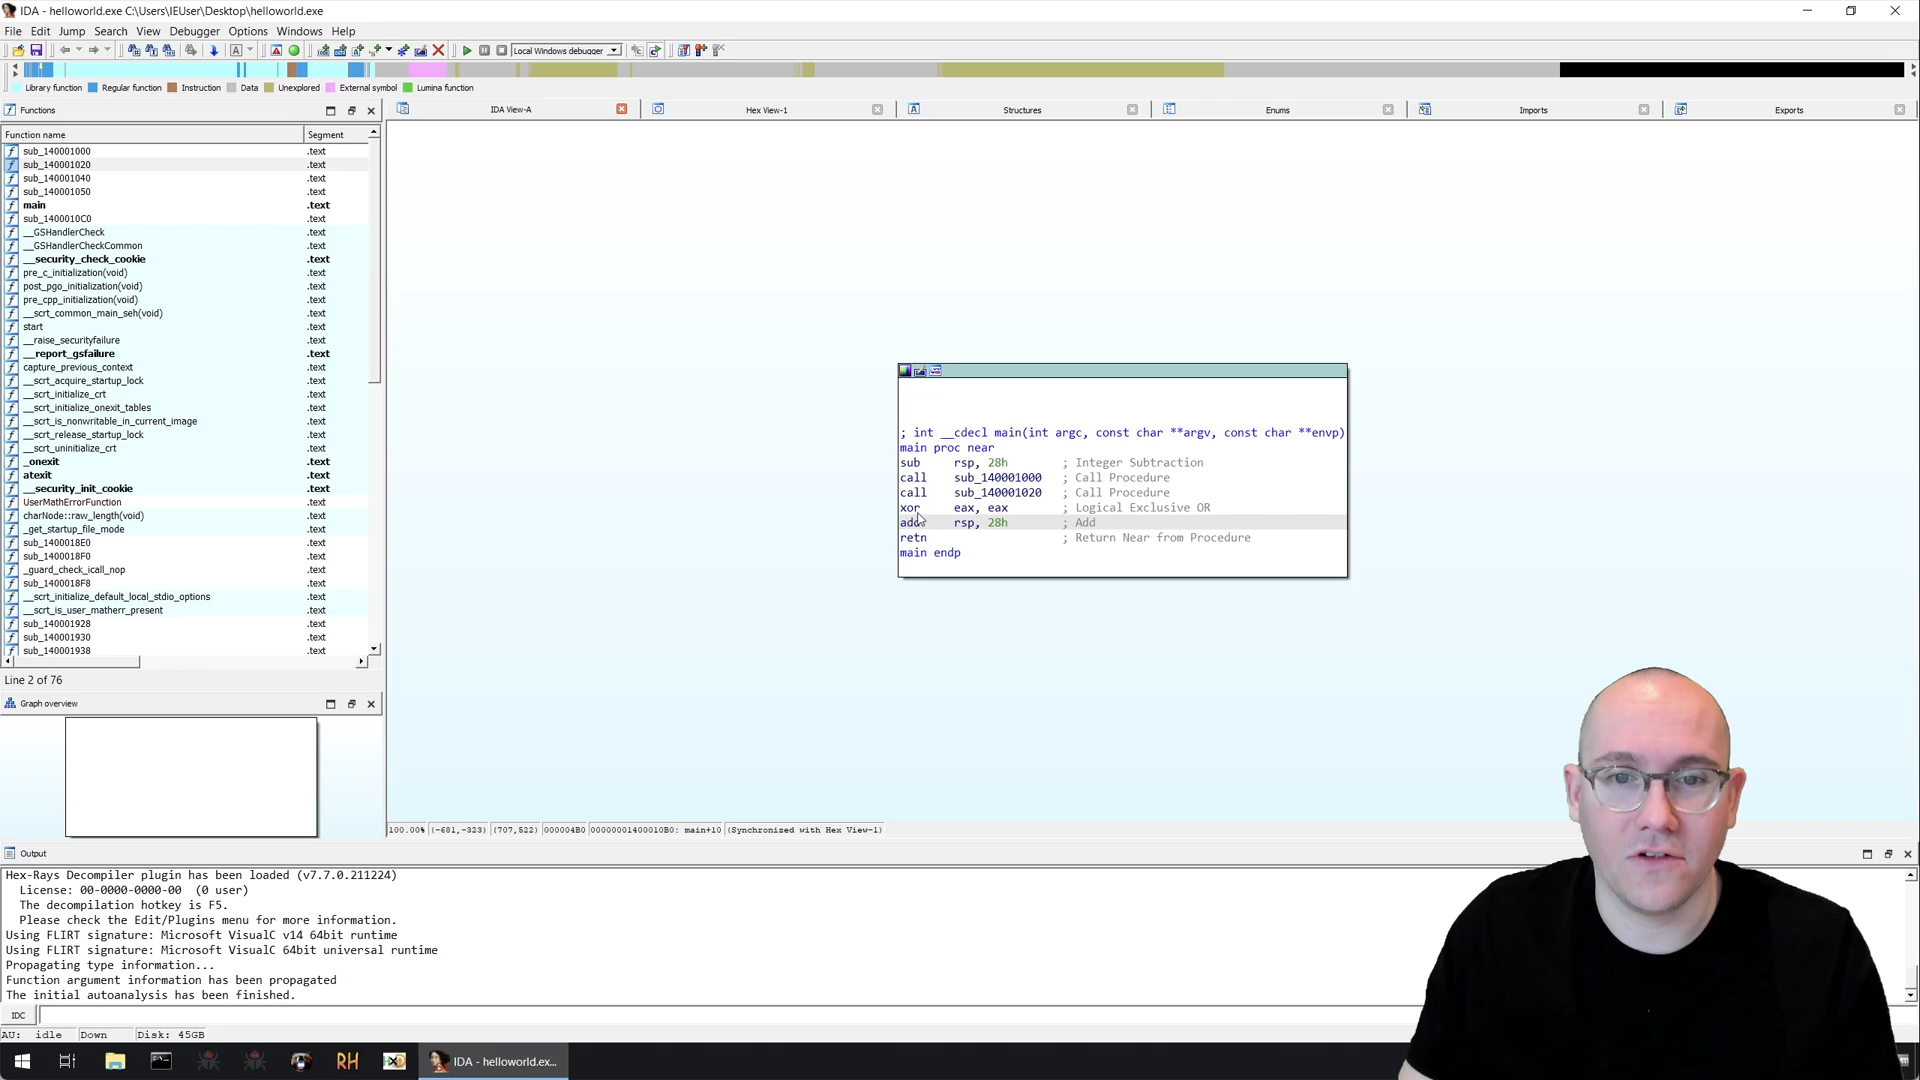 IDA - helloworld.exe C:\Users\IEUser\Desktop\helloworld.exe
File Edit Jump Search View Debugger Options Windows Help
Local Windows debugger
Library function Regular function Instruction Data Unexplored External symbol Lumina function
Functions
IDA View-A Hex View-1 Structures Enums Imports Exports
Function name Segment
sub_140001000 .text
sub_140001020 .text
sub_140001040 .text
sub_140001050 .text
main .text
sub_1400010C0 .text
__GSHandlerCheck .text
__GSHandlerCheckCommon .text
__security_check_cookie .text
pre_c_initialization(void) .text
post_pgo_initialization(void) .text
pre_cpp_initialization(void) .text
__scrt_common_main_seh(void) .text
start .text
__raise_securityfailure .text
__report_gsfailure .text
capture_previous_context .text
__scrt_acquire_startup_lock .text
__scrt_initialize_crt .text
__scrt_initialize_onexit_tables .text
__scrt_is_nonwritable_in_current_image .text
__scrt_release_startup_lock .text
__scrt_uninitialize_crt .text
_onexit .text
atexit .text
__security_init_cookie .text
UserMathErrorFunction .text
charNode::raw_length(void) .text
_get_startup_file_mode .text
sub_1400018E0 .text
sub_1400018F0 .text
_guard_check_icall_nop .text
sub_1400018F8 .text
__scrt_initialize_default_local_stdio_options .text
__scrt_is_user_matherr_present .text
sub_140001928 .text
sub_140001930 .text
sub_140001938 .text
Line 2 of 76
Graph overview
; int __cdecl main(int argc, const char **argv, const char **envp)
main proc near
sub rsp, 28h ; Integer Subtraction
call sub_140001000 ; Call Procedure
call sub_140001020 ; Call Procedure
xor eax, eax ; Logical Exclusive OR
add rsp, 28h ; Add
retn ; Return Near from Procedure
main endp
100.00% (-681,-323) (707,522) 000004B0 00000001400010B0: main+10 (Synchronized with Hex View-1)
Output
Hex-Rays Decompiler plugin has been loaded (v7.7.0.211224)
License: 00-0000-0000-00 (0 user)
The decompilation hotkey is F5.
Please check the Edit/Plugins menu for more information.
Using FLIRT signature: Microsoft VisualC v14 64bit runtime
Using FLIRT signature: Microsoft VisualC 64bit universal runtime
Propagating type information...
Function argument information has been propagated
The initial autoanalysis has been finished.
IDC
AU: idle Down Disk: 45GB
RH
IDA - helloworld.ex...